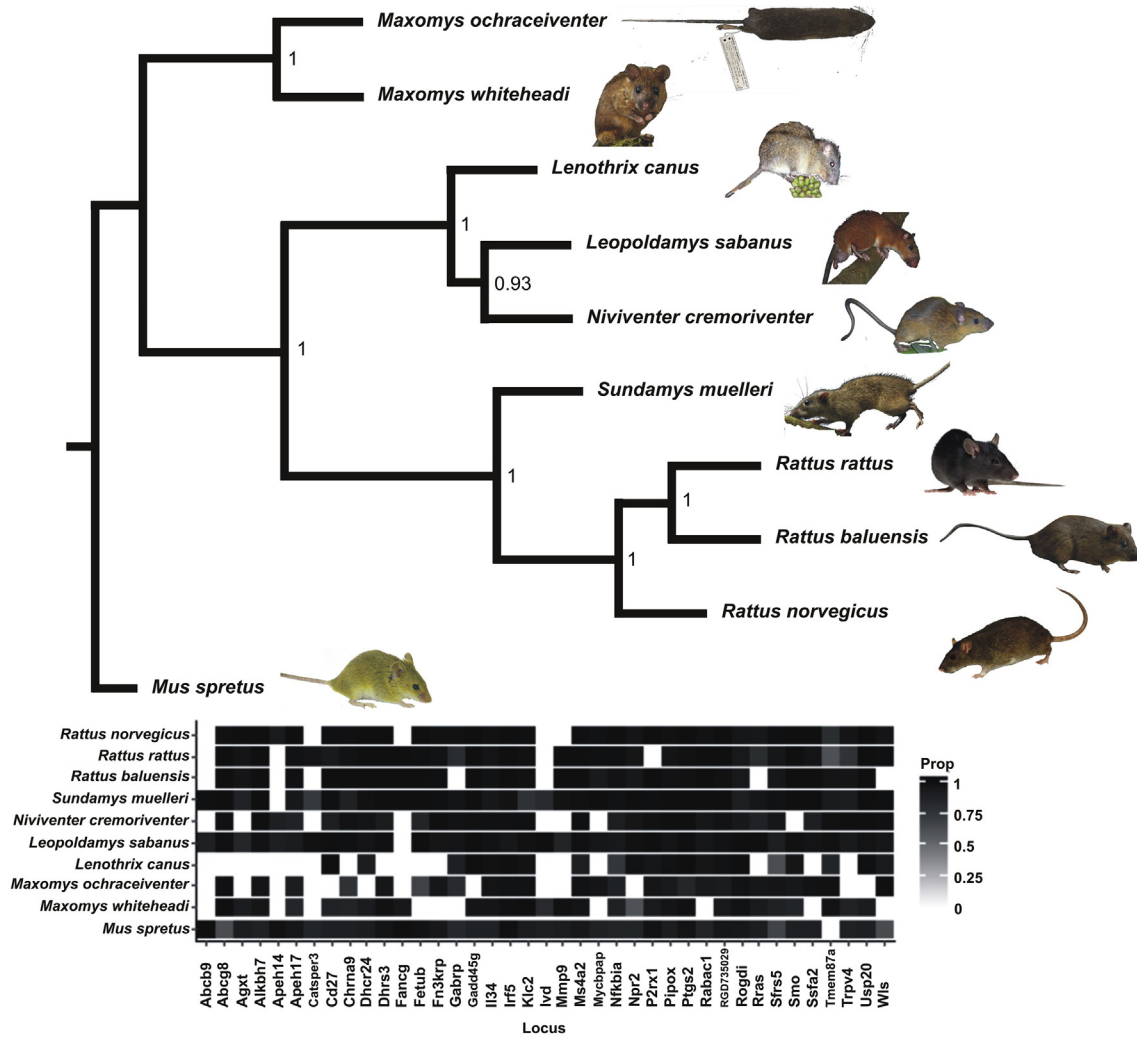 Maxomys ochraceiventer
1
Maxomys whiteheadi
Lenothrix canus
1
Leopoldamys sabanus
0.93
Niviventer cremoriventer
1
Sundamys muelleri
Rattus rattus
1
1
Rattus baluensis
1
Rattus norvegicus
Mus spretus
Rattus norvegicus
Rattus rattus
Rattus baluensis
Sundamys muelleri
Niviventer cremoriventer
Leopoldamys sabanus
Lenothrix canus
Maxomys ochraceiventer
Maxomys whiteheadi
Mus spretus
Prop
1
0.75
0.5
0.25
0
Abcb9
Abcg8
Agxt
Alkbh7
Apeh14
Apeh17
Catsper3
Cd27
Chrna9
Dhcr24
Dhrs3
Fancg
Fetub
Fn3krp
Gabrp
Gadd45g
Il34
Irf5
Klc2
Ivd
Mmp9
Ms4a2
Mycbpap
Nfkbia
Npr2
P2rx1
Pipox
Ptgs2
Rabac1
RGD735029
Rogdi
Rras
Sfrs5
Smo
Ssfa2
Tmem87a
Trpv4
Usp20
Wls
Locus